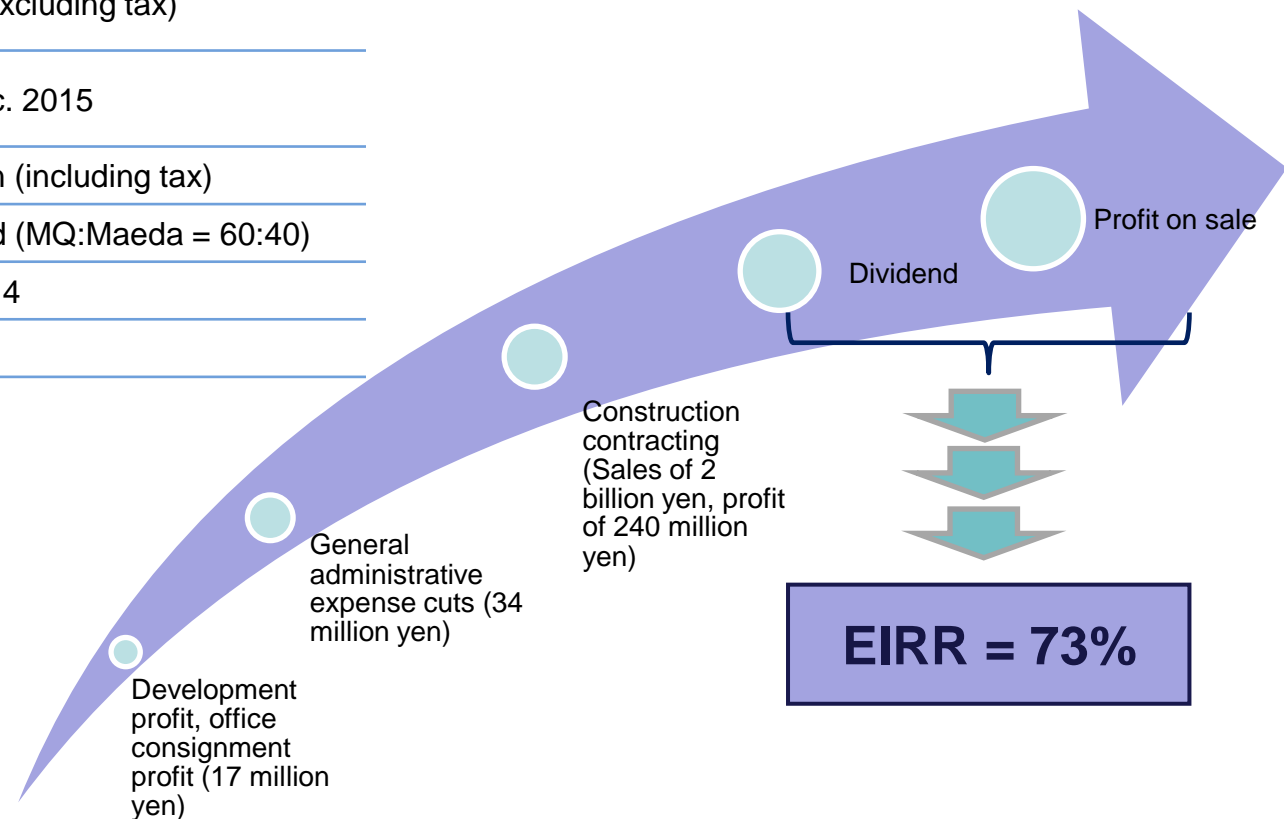 xcluding tax)
c. 2015
n (including tax)
d (MQ:Maeda = 60:40)
4
Profit on sale
Dividend
Construction
contracting
(Sales of 2
billion yen, profit
of 240 million
yen)
General
administrative
expense cuts (34
million yen)
Development
profit, office
consignment
profit (17 million
yen)
EIRR = 73%